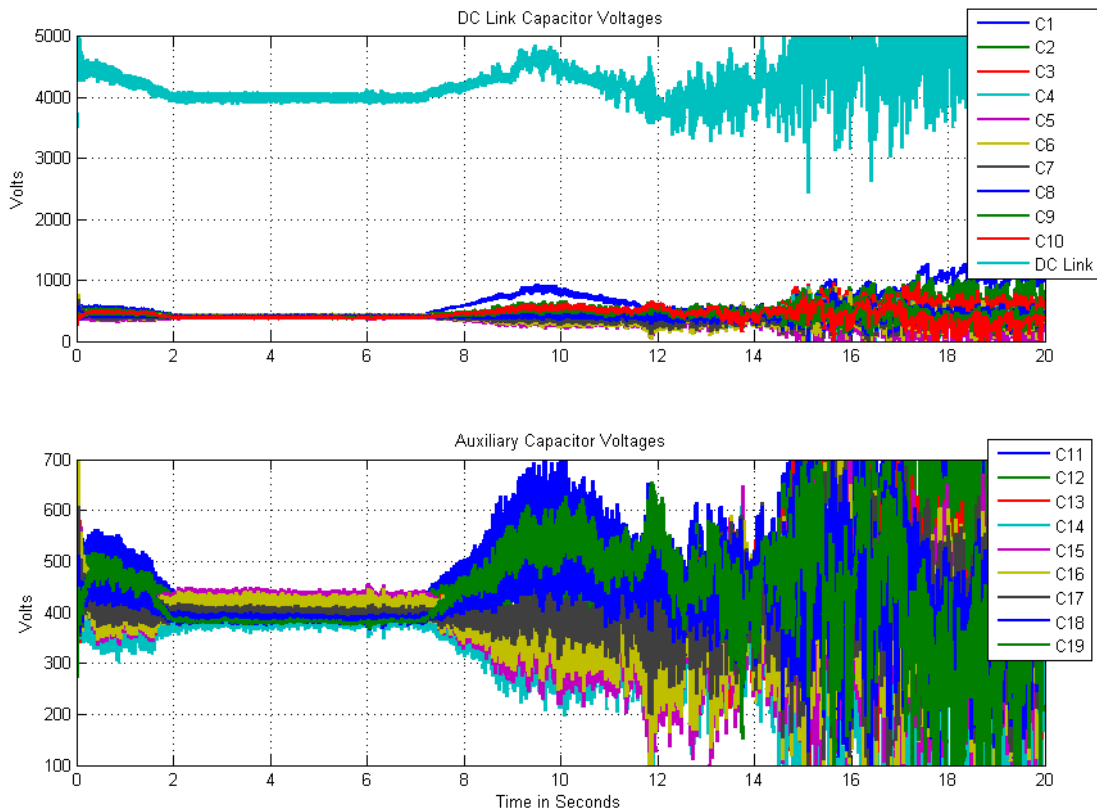 DC Link Capacitor Voltages
5000
4000
3000
2000
1000
0
Volts
0 2 4 6 8 10 12 14 16 18 20
C1
C2
C3
C4
C5
C6
C7
C8
C9
C10
DC Link
Auxiliary Capacitor Voltages
700
600
500
400
300
200
100
Volts
0 2 4 6 8 10 12 14 16 18 20
Time in Seconds
C11
C12
C13
C14
C15
C16
C17
C18
C19